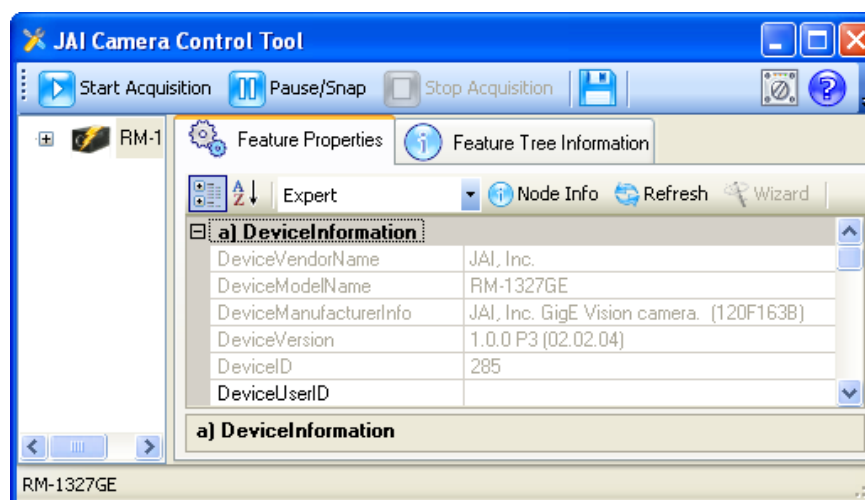 JAI Camera Control Tool
Start Acquisition Pause/Snap Stop Acquisition
RM-1 Feature Properties Feature Tree Information
Expert Node Info Refresh Wizard
a) DeviceInformation
DeviceVendorName JAI, Inc.
DeviceModelName RM-1327GE
DeviceManufacturerInfo JAI, Inc. GigE Vision camera. (120F163B)
DeviceVersion 1.0.0 P3 (02.02.04)
DeviceID 285
DeviceUserID
a) DeviceInformation
RM-1327GE